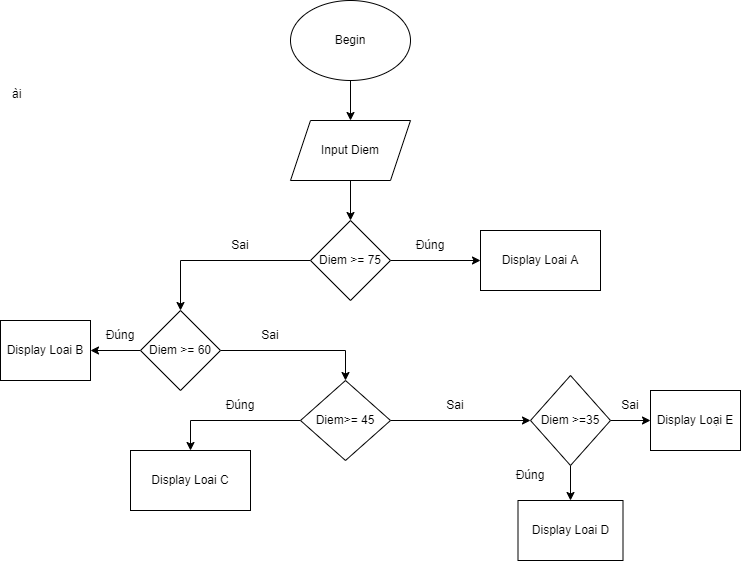 Begin
ài
Input Diem
Sai
Đúng
Diem >= 75
Display Loai A
Đúng
Sai
Display Loai B
Diem >= 60
Đúng
Sai
Sai
Diem>= 45
Diem >=35
Display Loại E
Đúng
Display Loai C
Display Loai D